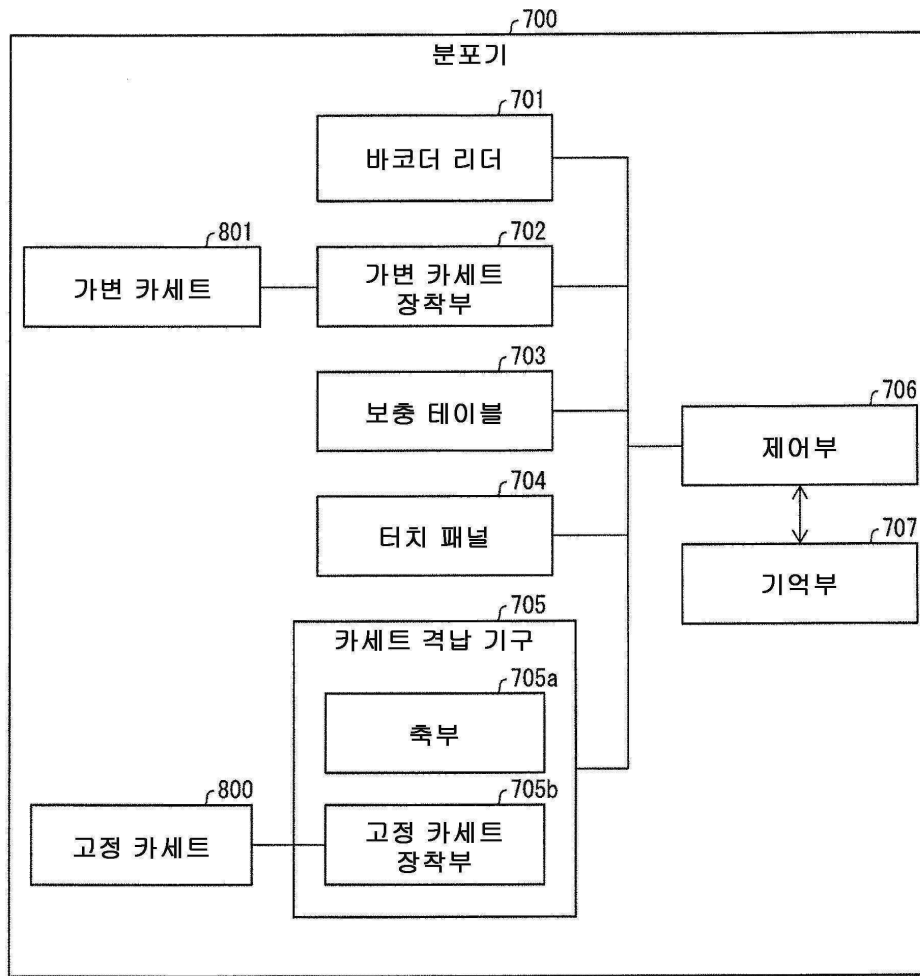 700
분포기
701
바코더 리더
801
가변 카세트
702
가변 카세트
장착부
703
보충 테이블
706
제어부
704
터치 패널
707
기억부
705
카세트 격납 기구
705a
축부
800
고정 카세트
705b
고정 카세트
장착부